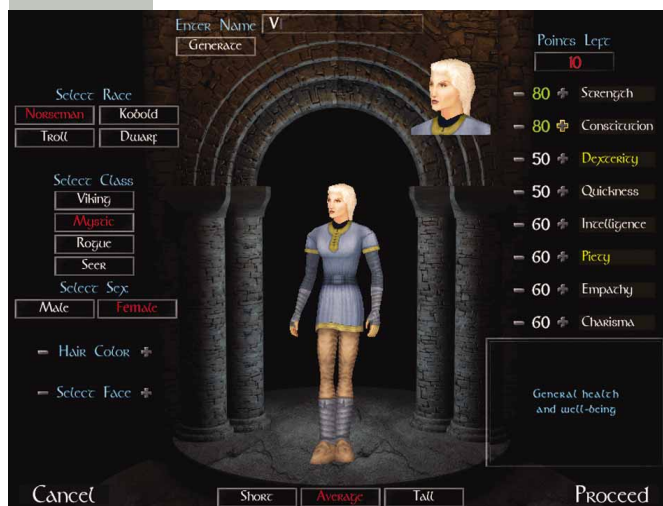 Enter Name V
Generate
Select Race
Norseman Kobold
Troll Dwarf
Select Class
Viking
Mystic
Rogue
Seer
Select Sex
Male Female
- Hair Color +
- Select Face +
Points Left
10
- 80 + Strength
- 80 + Constitution
- 50 + Dexterity
- 50 + Quickness
- 60 + Intelligence
- 60 + Piety
- 60 + Empathy
- 60 + Charisma
General health
and well-being
Cancel
Short Average Tall
Proceed